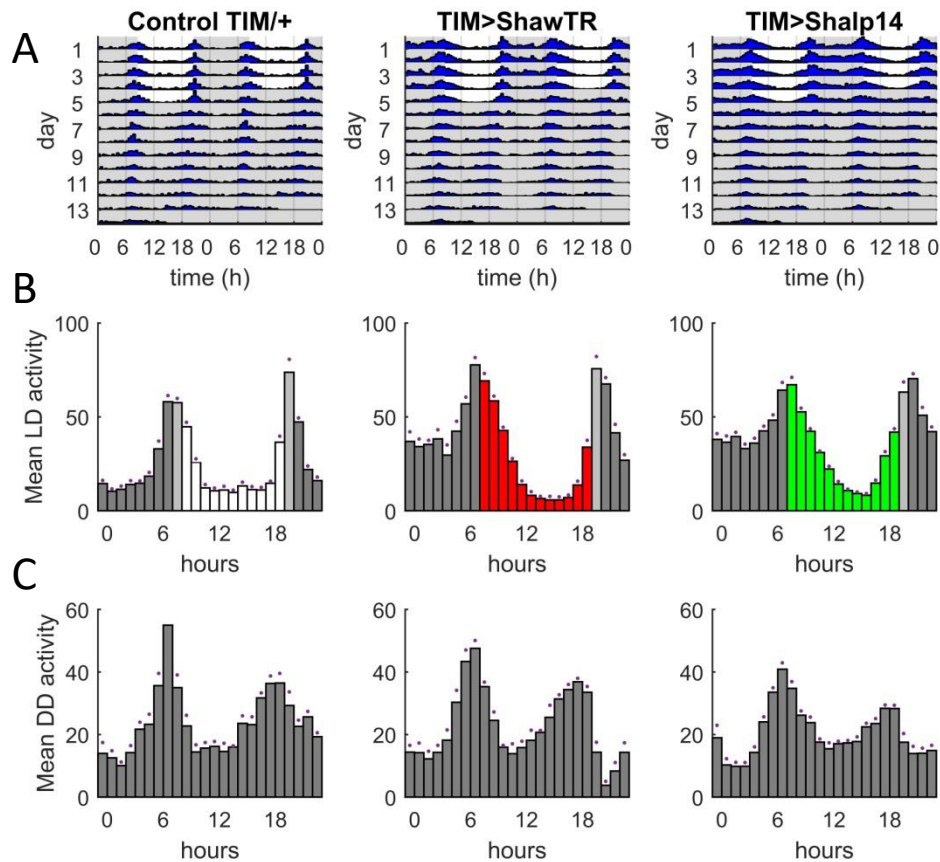 Control TIM/+ TIM>ShawTR TIM>Shalp14
A
day day day
1 1 1
3 3 3
5 5 5
7 7 7
9 9 9
11 11 11
13 13 13
0 6 12 18 0 6 12 18 0 0 6 12 18 0 6 12 18 0 0 6 12 18 0 6 12 18 0
time (h) time (h) time (h)
B
Mean LD activity
100 100 100
50 50 50
0 0 0
0 6 12 18 0 6 12 18 0 6 12 18
hours hours hours
C
Mean DD activity
60 60 60
40 40 40
20 20 20
0 0 0
0 6 12 18 0 6 12 18 0 6 12 18
hours hours hours